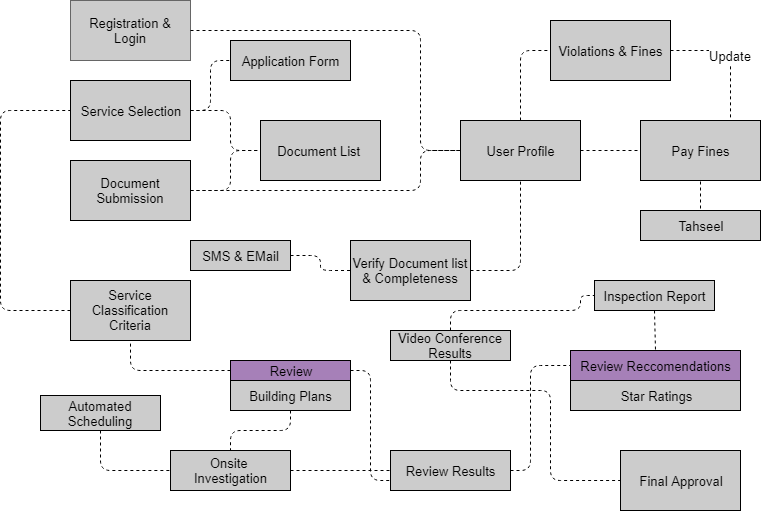 Registration &
Login
Application Form
Violations & Fines
Update
Service Selection
Document List
User Profile
Pay Fines
Document
Submission
Tahseel
SMS & EMail
Verify Document list
& Completeness
Service
Classification
Criteria
Inspection Report
Video Conference
Results
Review
Building Plans
Review Reccomendations
Star Ratings
Automated
Scheduling
Onsite
Investigation
Review Results
Final Approval